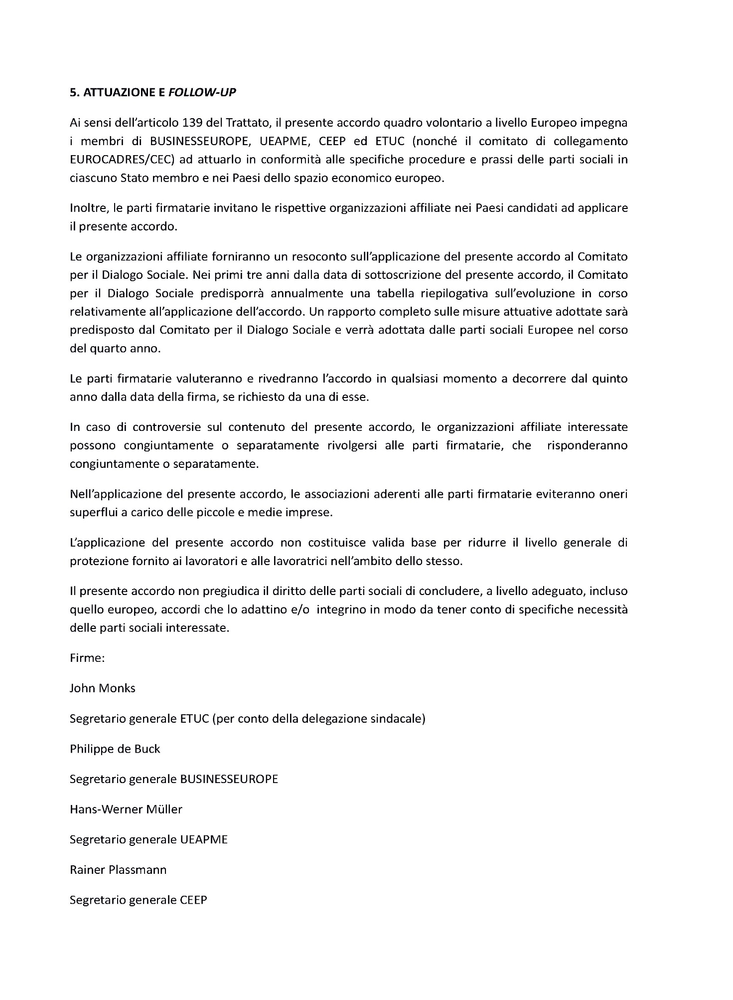 5. ATTUAZIONE E FOLLOW-UP
Ai sensi dell’articolo 139 del Trattato, il presente accordo quadro volontario a livello Europeo impegna
i membri di BUSINESSEUROPE, UEAPME, CEEP ed ETUC (nonché il comitato di collegamento
EUROCADRES/CEC) ad attuarlo in conformità alle specifiche procedure e prassi delle parti sociali in
ciascuno Stato membro e nei Paesi dello spazio economico europeo.
Inoltre, le parti firmatarie invitano le rispettive organizzazioni affiliate nei Paesi candidati ad applicare
il presente accordo.
Le organizzazioni affiliate forniranno un resoconto sull’applicazione del presente accordo al Comitato
per il Dialogo Sociale. Nei primi tre anni dalla data di sottoscrizione del presente accordo, il Comitato
per il Dialogo Sociale predisporrà annualmente una tabella riepilogativa sull’evoluzione in corso
relativamente all’applicazione dell’accordo. Un rapporto completo sulle misure attuative adottate sarà
predisposto dal Comitato per il Dialogo Sociale e verrà adottata dalle parti sociali Europee nel corso
del quarto anno.
Le parti firmatarie valuteranno e rivedranno l’accordo in qualsiasi momento a decorrere dal quinto
anno dalla data della firma, se richiesto da una di esse.
In caso di controversie sul contenuto del presente accordo, le organizzazioni affiliate interessate
possono congiuntamente o separatamente rivolgersi alle parti firmatarie, che risponderanno
congiuntamente o separatamente.
Nell’applicazione del presente accordo, le associazioni aderenti alle parti firmatarie eviteranno oneri
superflui a carico delle piccole e medie imprese.
L’applicazione del presente accordo non costituisce valida base per ridurre il livello generale di
protezione fornito ai lavoratori e alle lavoratrici nell’ambito dello stesso.
Il presente accordo non pregiudica il diritto delle parti sociali di concludere, a livello adeguato, incluso
quello europeo, accordi che lo adattino e/o integrino in modo da tener conto di specifiche necessità
delle parti sociali interessate.
Firme:
John Monks
Segretario generale ETUC (per conto della delegazione sindacale)
Philippe de Buck
Segretario generale BUSINESSEUROPE
Hans-Werner Müller
Segretario generale UEAPME
Rainer Plassmann
Segretario generale CEEP